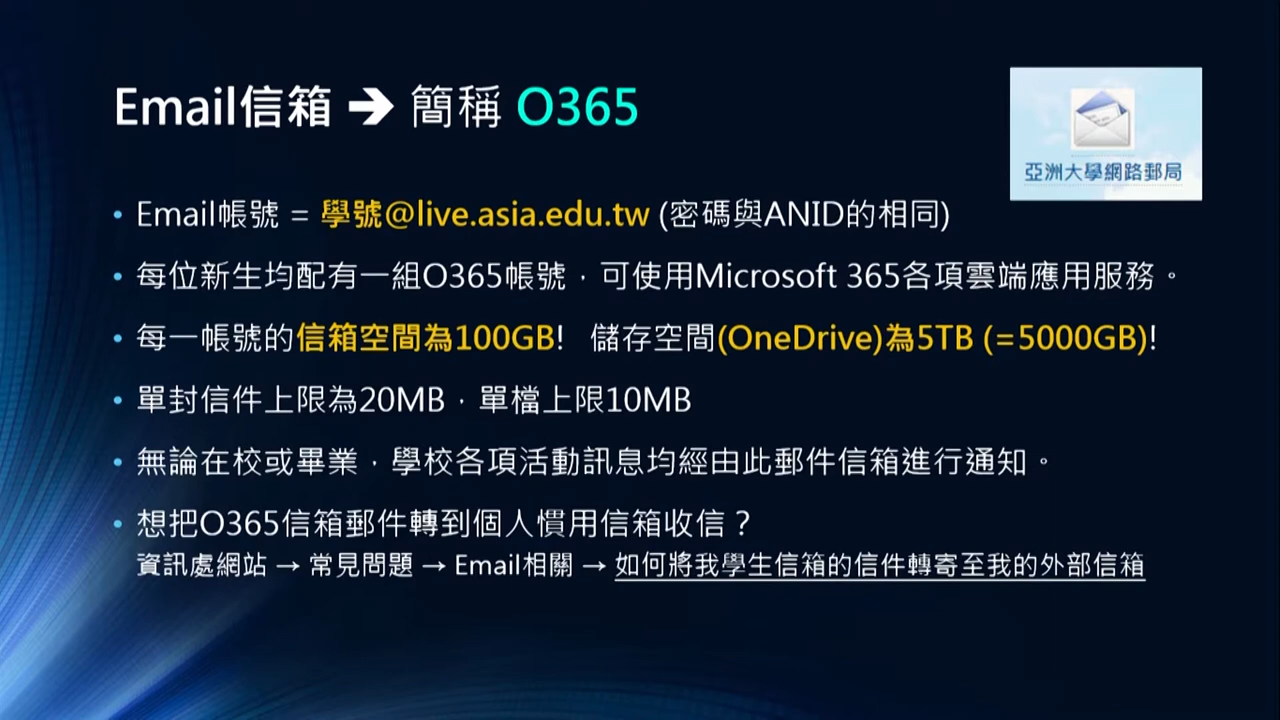 Email信箱 ➔ 簡稱 O365
亞洲大學網路郵局
• Email帳號 = 學號@live.asia.edu.tw (密碼與ANID的相同)
• 每位新生均配有一組O365帳號，可使用Microsoft 365各項雲端應用服務。
• 每一帳號的信箱空間為100GB! 儲存空間(OneDrive)為5TB (=5000GB)!
• 單封信件上限為20MB，單檔上限10MB
• 無論在校或畢業，學校各項活動訊息均經由此郵件信箱進行通知。
• 想把O365信箱郵件轉到個人慣用信箱收信？
資訊處網站 → 常見問題 → Email相關 → 如何將我學生信箱的信件轉寄至我的外部信箱